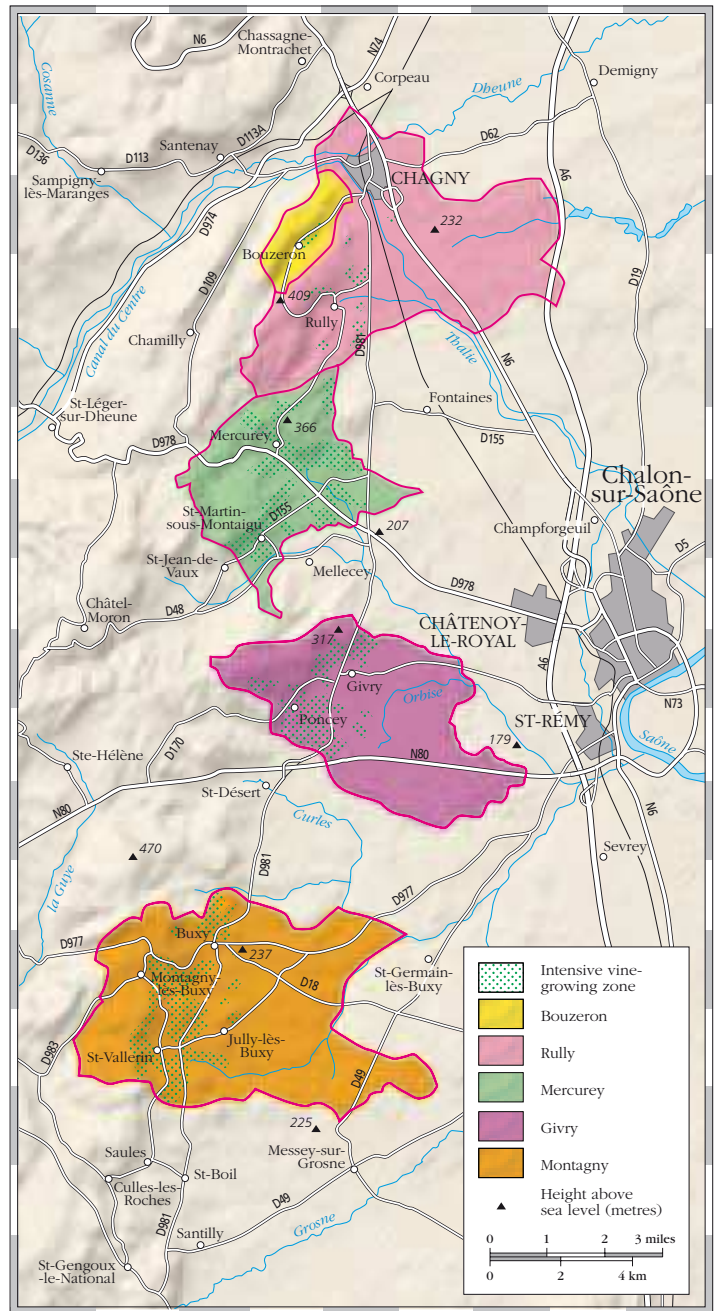 N6
Chassagne-
Montrachet
N74
Corpeau
Cosanne
Dheune
Demigny
D136
D113
Santenay
D113A
D62
A6
Sampigny-
lès-Maranges
CHAGNY
D974
232
Bouzeron
D19
D109
409
Rully
Canal du Centre
Chamilly
D981
Thalie
N6
St-Léger-
sur-Dheune
Fontaines
D978
366
Mercurey
D155
Chalon-
sur-Saône
St-Martin-
sous-Montaigu
D155
207
Champforgeuil
D5
St-Jean-de-
Vaux
Mellecey
D978
Châtel-
Moron
D48
CHÂTENOY-
LE-ROYAL
317
A6
Givry
Orbise
N73
Poncey
ST-RÉMY
179
Saône
Ste-Hélène
D170
N80
St-Désert
N80
Curles
N6
470
D981
Sevrey
la Guye
D977
Buxy
D977
237
St-Germain-
lès-Buxy
Montagny-
lès-Buxy
D18
D983
St-Vallerin
Jully-lès-
Buxy
D49
225
Messey-sur-
Grosne
Saules
Culles-les-
Roches
St-Boil
D49
D981
Santilly
Grosne
St-Gengoux
-le-National
Intensive vine-
growing zone
Bouzeron
Rully
Mercurey
Givry
Montagny
Height above
sea level (metres)
0 1 2 3 miles
0 2 4 km